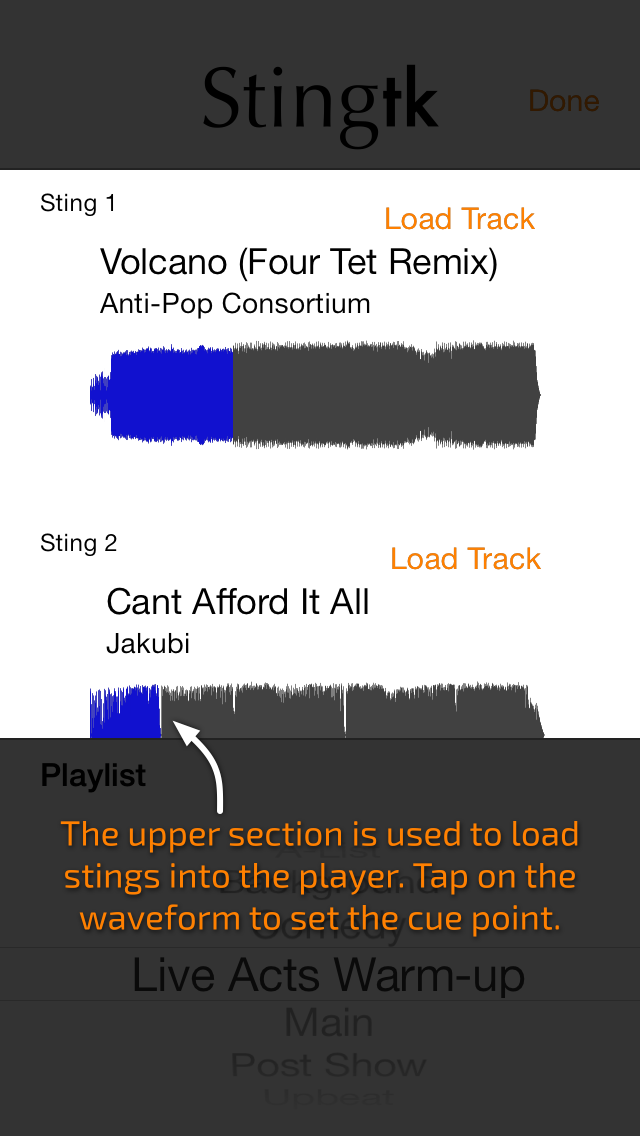 Stingtk
Done
Sting 1
Load Track
Volcano (Four Tet Remix)
Anti-Pop Consortium
Sting 2
Load Track
Cant Afford It All
Jakubi
Playlist
The upper section is used to load
stings into the player. Tap on the
waveform to set the cue point.
A-List
Background
Comedy
Live Acts Warm-up
Main
Post Show
Upbeat